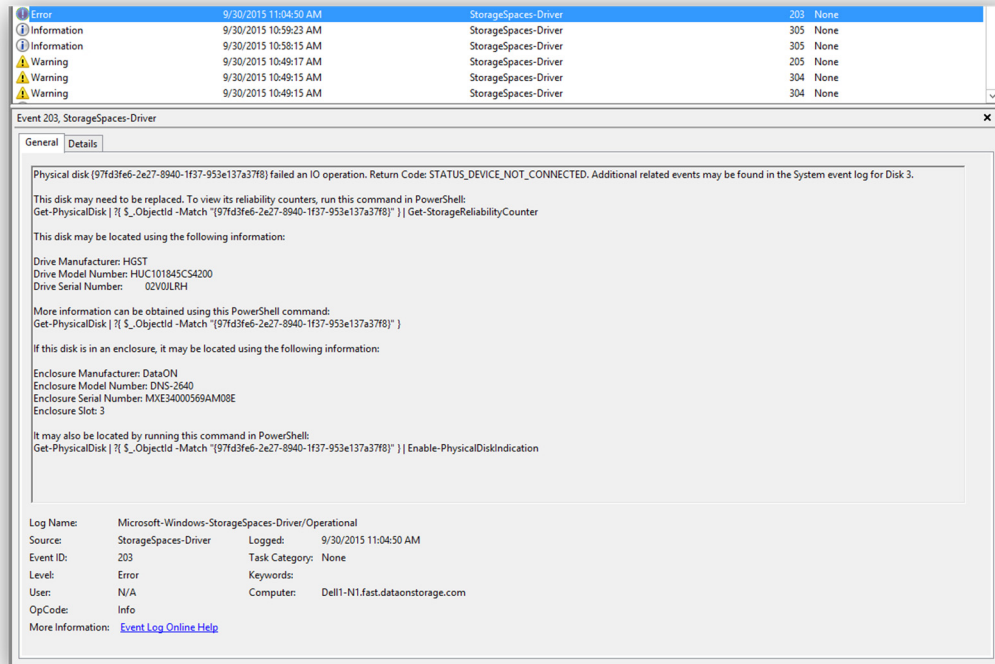 Error 9/30/2015 11:04:50 AM StorageSpaces-Driver 203 None
Information 9/30/2015 10:59:23 AM StorageSpaces-Driver 305 None
Information 9/30/2015 10:58:15 AM StorageSpaces-Driver 305 None
Warning 9/30/2015 10:49:17 AM StorageSpaces-Driver 205 None
Warning 9/30/2015 10:49:15 AM StorageSpaces-Driver 304 None
Warning 9/30/2015 10:49:15 AM StorageSpaces-Driver 304 None
Event 203, StorageSpaces-Driver
General Details
Physical disk {97fd3fe6-2e27-8940-1f37-953e137a37f8} failed an IO operation. Return Code: STATUS_DEVICE_NOT_CONNECTED. Additional related events may be found in the System event log for Disk 3.
This disk may need to be replaced. To view its reliability counters, run this command in PowerShell:
Get-PhysicalDisk | ?{ $_.ObjectId -Match "{97fd3fe6-2e27-8940-1f37-953e137a37f8}" } | Get-StorageReliabilityCounter
This disk may be located using the following information:
Drive Manufacturer: HGST
Drive Model Number: HUC101845CS4200
Drive Serial Number: 02V0JLRH
More information can be obtained using this PowerShell command:
Get-PhysicalDisk | ?{ $_.ObjectId -Match "{97fd3fe6-2e27-8940-1f37-953e137a37f8}" }
If this disk is in an enclosure, it may be located using the following information:
Enclosure Manufacturer: DataON
Enclosure Model Number: DNS-2640
Enclosure Serial Number: MXE34000569AM08E
Enclosure Slot: 3
It may also be located by running this command in PowerShell:
Get-PhysicalDisk | ?{ $_.ObjectId -Match "{97fd3fe6-2e27-8940-1f37-953e137a37f8}" } | Enable-PhysicalDiskIndication
Log Name: Microsoft-Windows-StorageSpaces-Driver/Operational
Source: StorageSpaces-Driver Logged: 9/30/2015 11:04:50 AM
Event ID: 203 Task Category: None
Level: Error Keywords:
User: N/A Computer: Dell1-N1.fast.dataonstorage.com
OpCode: Info
More Information: Event Log Online Help